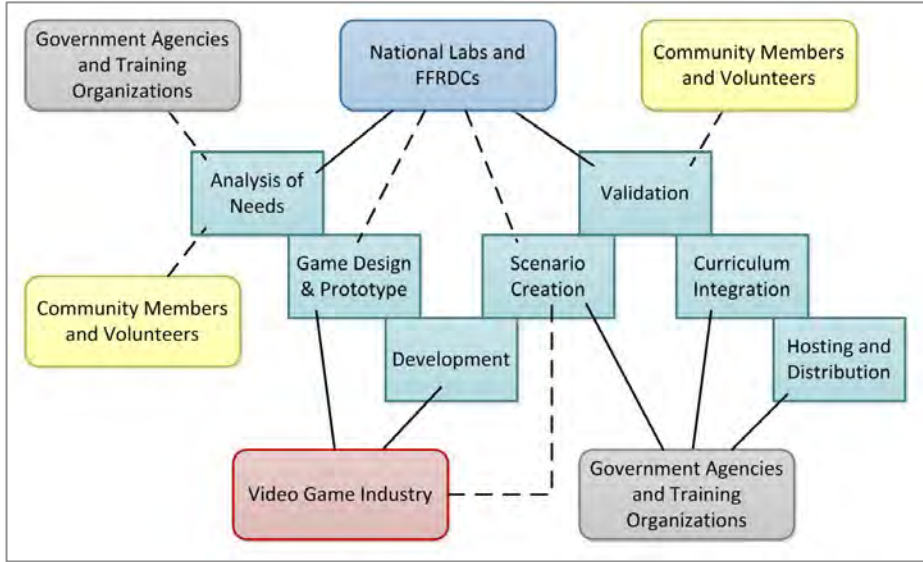 Government Agencies
and Training
Organizations
National Labs and
FFRDCs
Community Members
and Volunteers
Analysis of
Needs
Validation
Game Design
& Prototype
Scenario
Creation
Curriculum
Integration
Community Members
and Volunteers
Development
Hosting and
Distribution
Video Game Industry
Government Agencies
and Training
Organizations